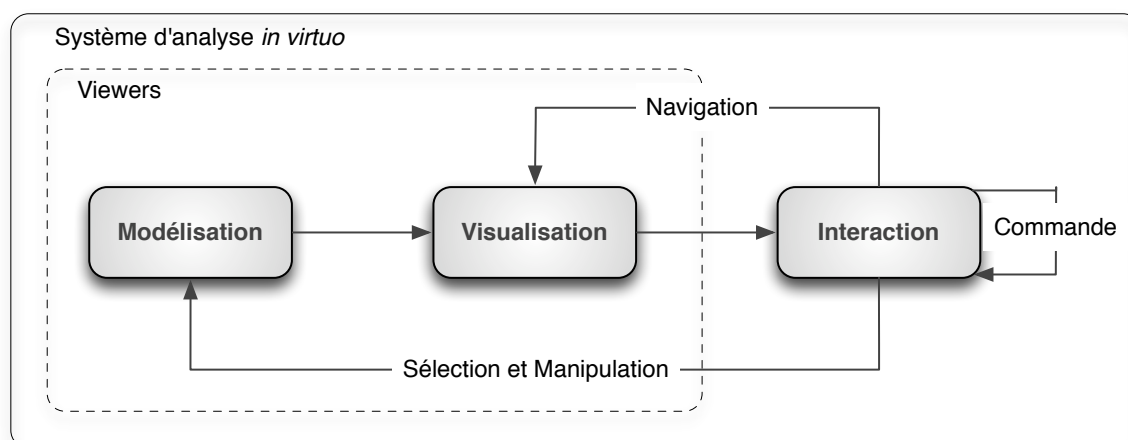 Système d'analyse in virtuo
Viewers
Navigation
Modélisation
Visualisation
Interaction
Commande
Sélection et Manipulation